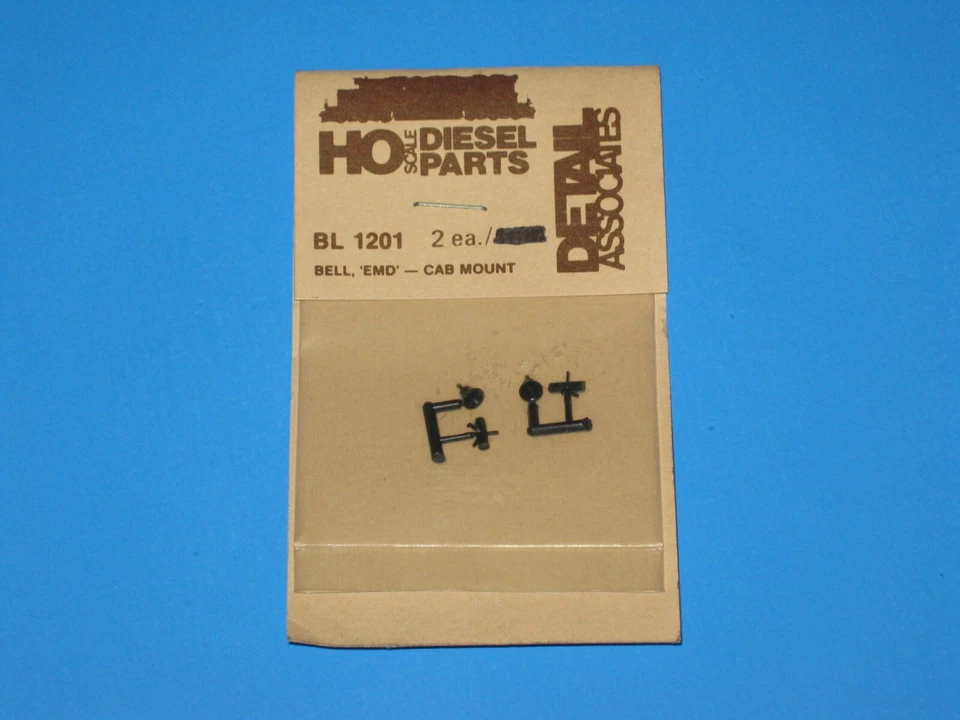 HO SCALE DIESEL PARTS
DETAIL ASSOCIATES
BL 1201 2 ea./
BELL, 'EMD' — CAB MOUNT